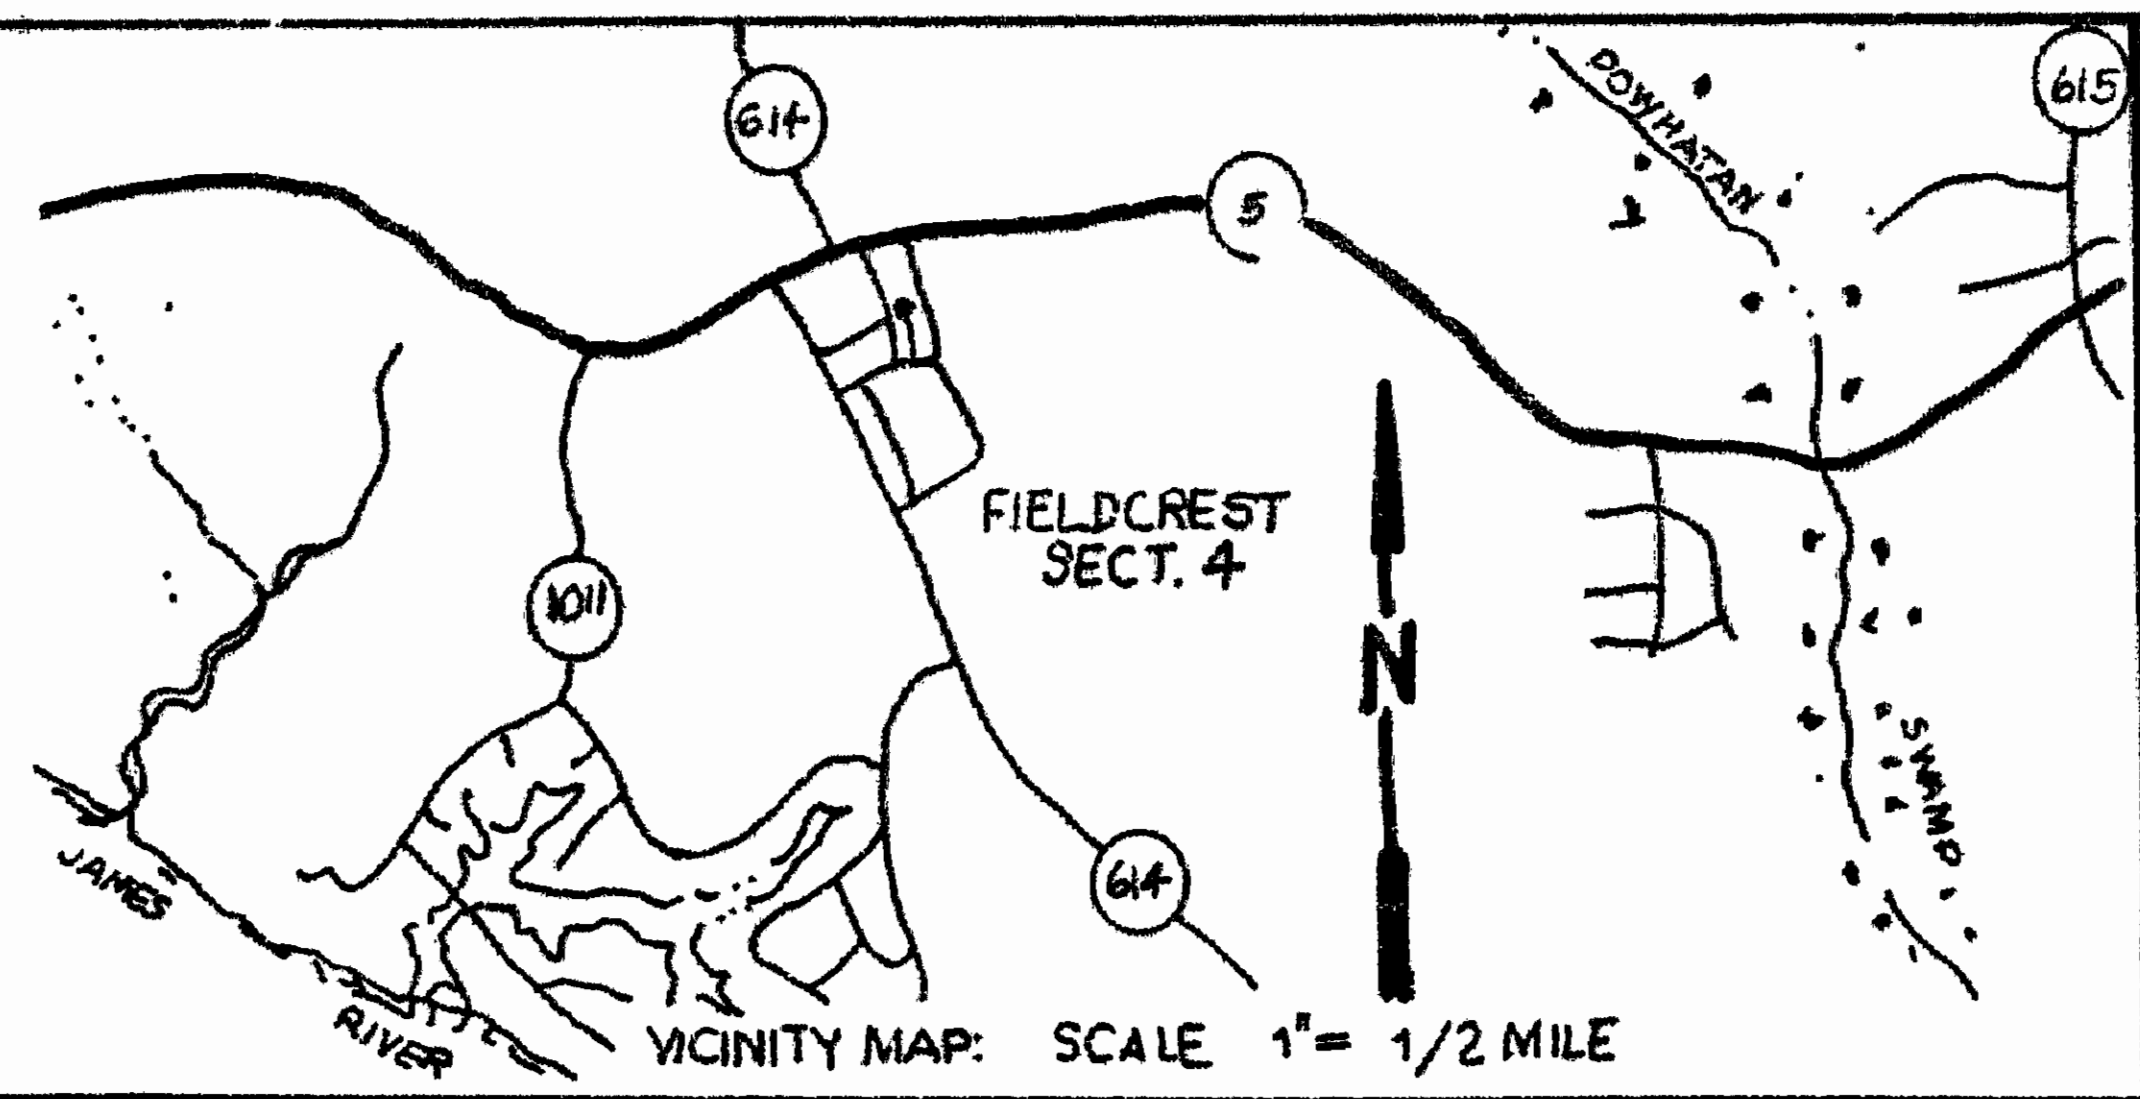 614
POWHATAN
615
5
FIELDCREST
SECT. 4
1011
N
SWAMP
JAMES
RIVER
614
VICINITY MAP: SCALE 1"= 1/2 MILE